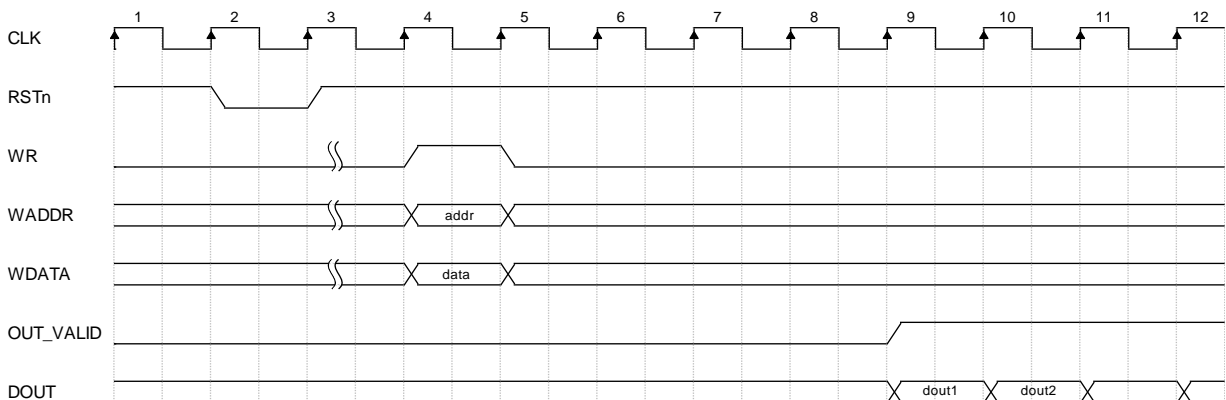 1 2 3 4 5 6 7 8 9 10 11 12
CLK
RSTn
WR
WADDR addr
WDATA data
OUT_VALID
DOUT dout1 dout2